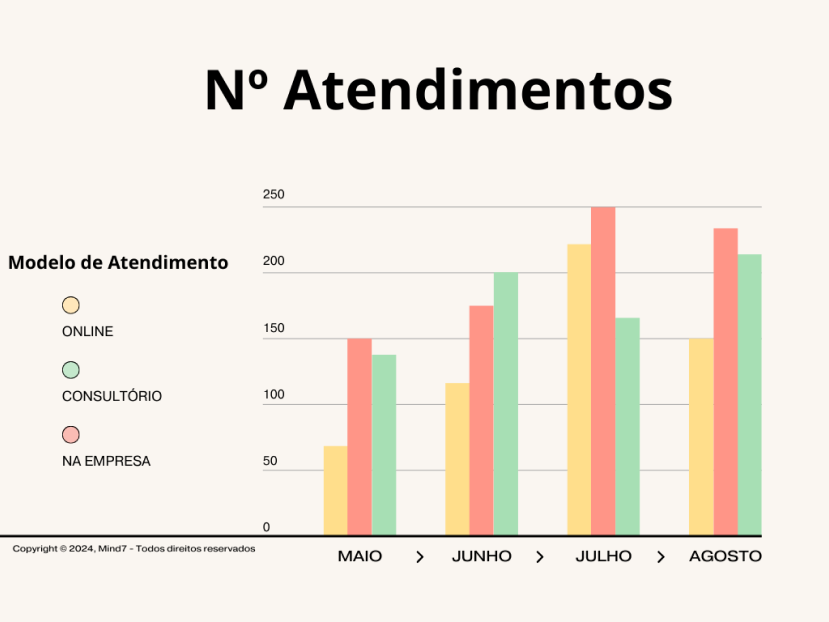 Nº Atendimentos
250
200
150
100
50
0
Modelo de Atendimento
ONLINE
CONSULTÓRIO
NA EMPRESA
Copyright © 2024, Mind7 - Todos direitos reservados
MAIO > JUNHO > JULHO > AGOSTO